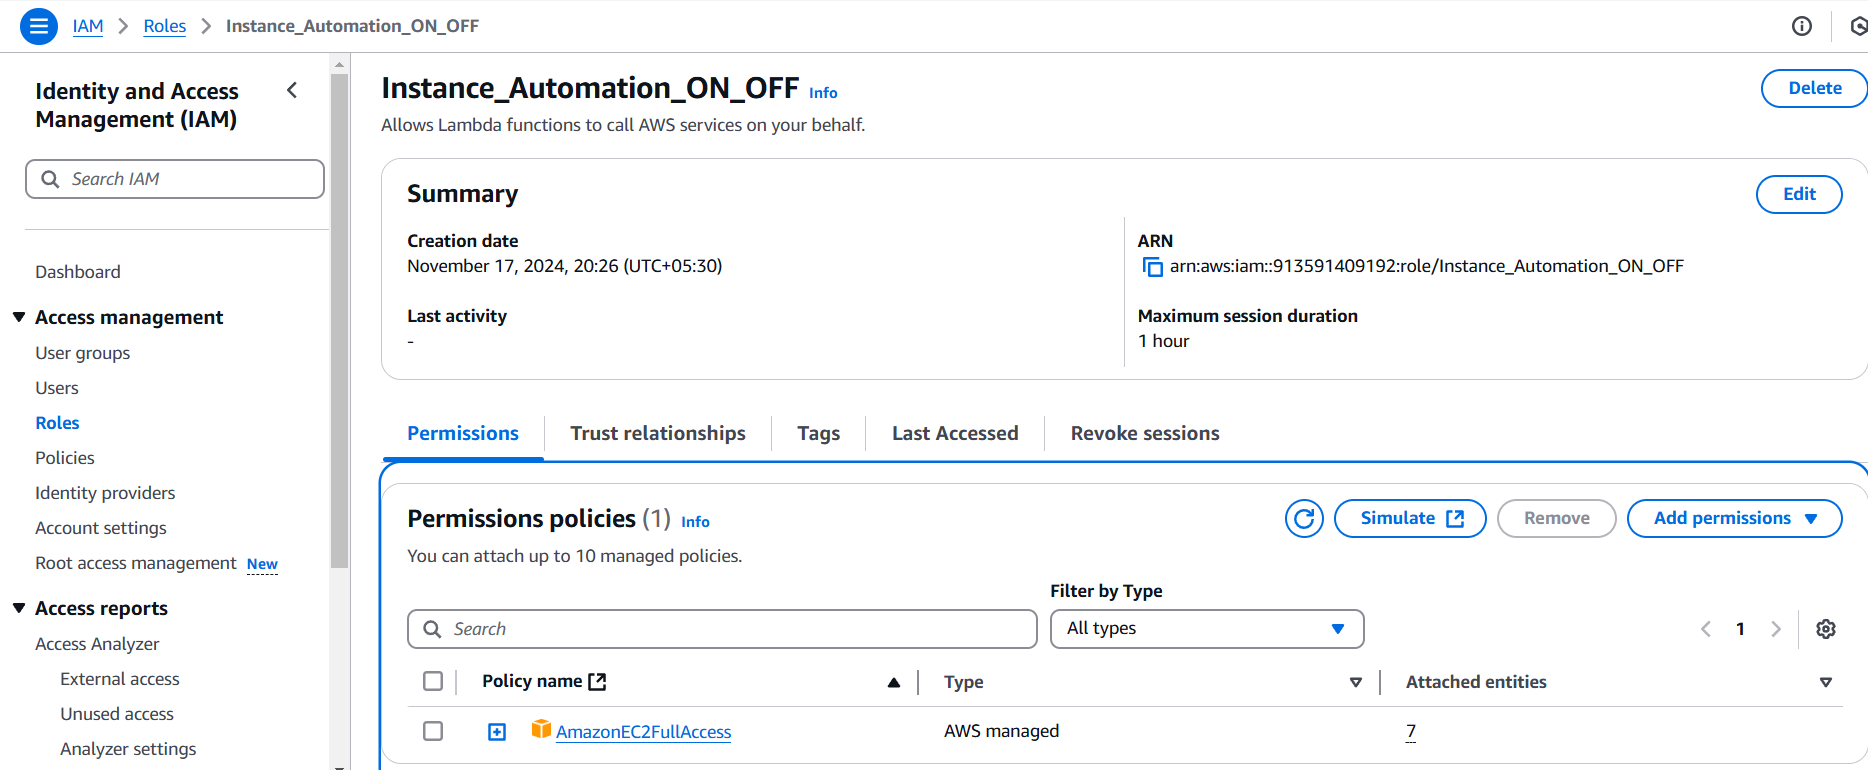 IAM > Roles > Instance_Automation_ON_OFF
Identity and Access
Management (IAM)
Search IAM
Dashboard
Access management
User groups
Users
Roles
Policies
Identity providers
Account settings
Root access management New
Access reports
Access Analyzer
External access
Unused access
Analyzer settings
Instance_Automation_ON_OFF Info
Delete
Allows Lambda functions to call AWS services on your behalf.
Summary
Edit
Creation date
November 17, 2024, 20:26 (UTC+05:30)
ARN
arn:aws:iam::913591409192:role/Instance_Automation_ON_OFF
Last activity
-
Maximum session duration
1 hour
Permissions Trust relationships Tags Last Accessed Revoke sessions
Permissions policies (1) Info
Simulate Remove Add permissions
You can attach up to 10 managed policies.
Filter by Type
Search All types 1
Policy name Type Attached entities
AmazonEC2FullAccess AWS managed 7